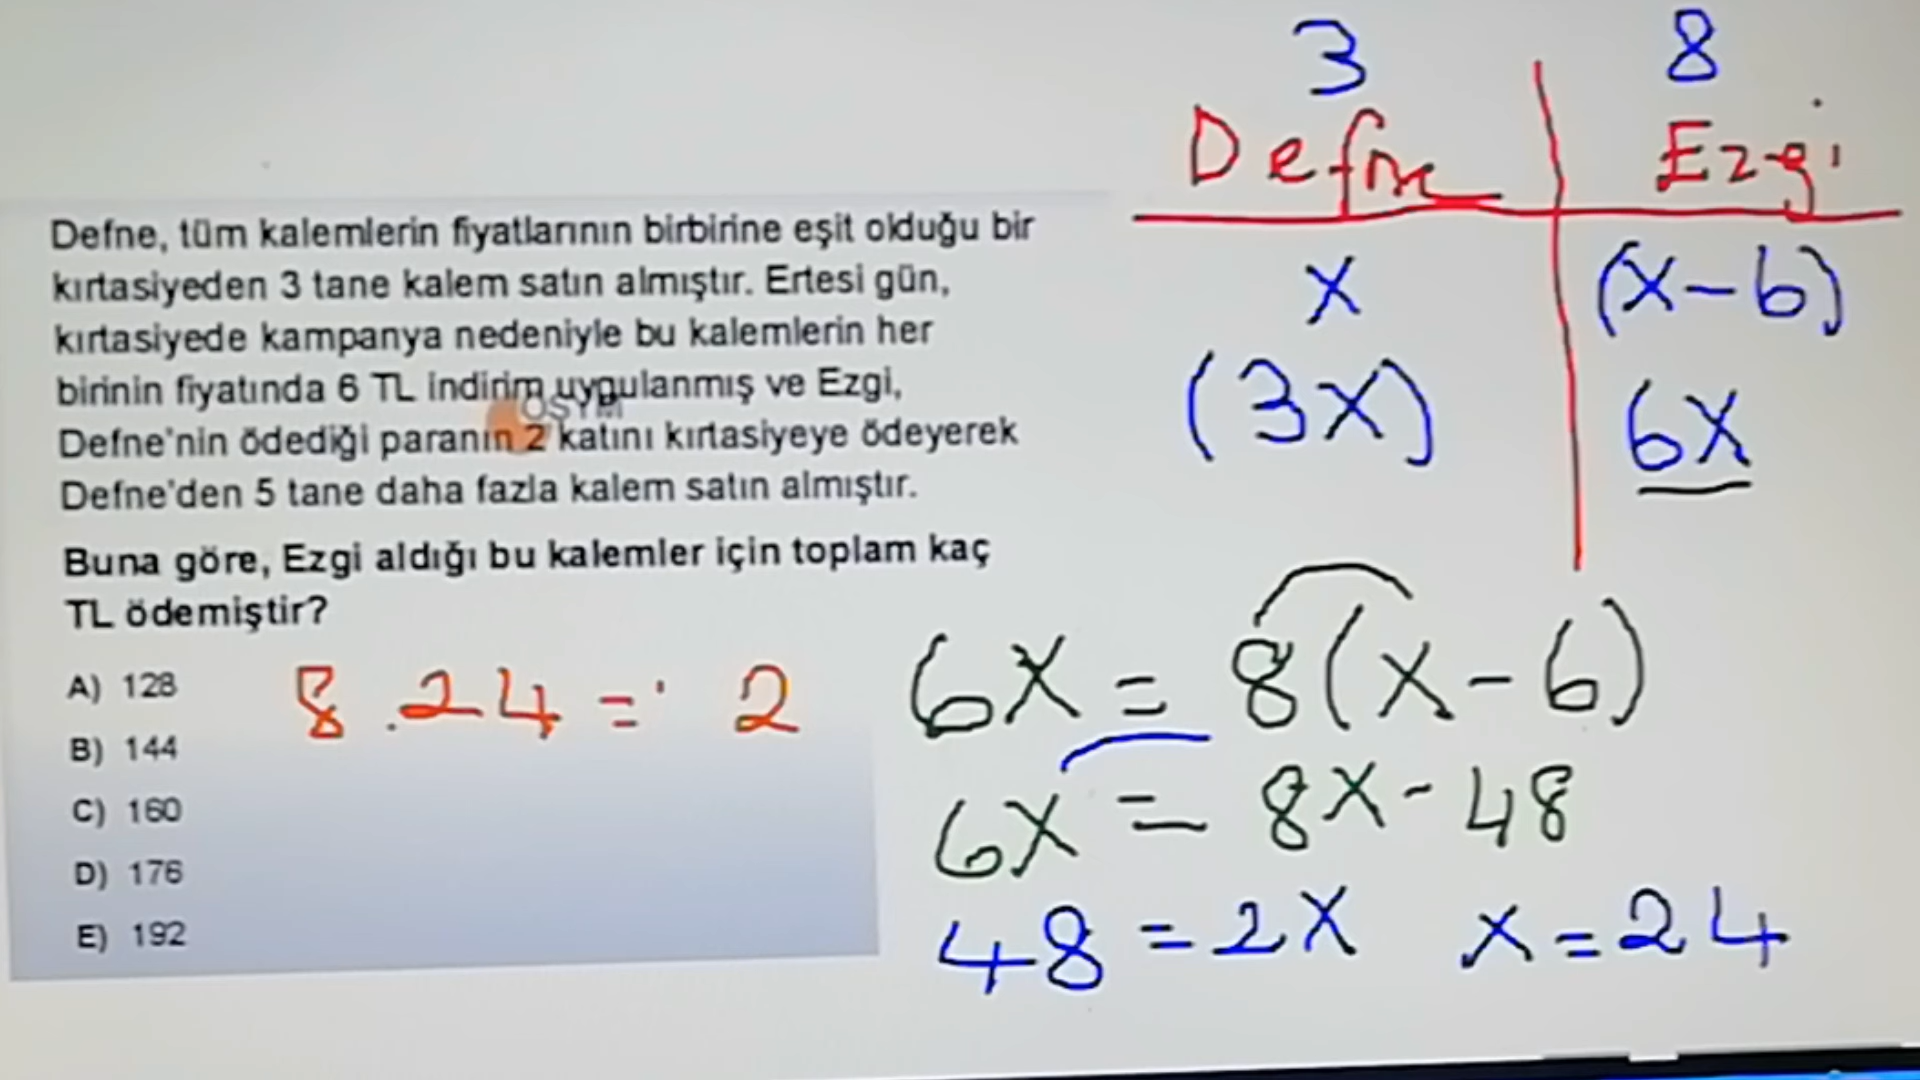 Defne, tüm kalemlerin fiyatlarının birbirine eşit olduğu bir
kırtasiyeden 3 tane kalem satın almıştır. Ertesi gün,
kırtasiyede kampanya nedeniyle bu kalemlerin her
birinin fiyatında 6 TL indirim uygulanmış ve Ezgi,
ÖSYM
Defne'nin ödediği paranın 2 katını kırtasiyeye ödeyerek
Defne'den 5 tane daha fazla kalem satın almıştır.
Buna göre, Ezgi aldığı bu kalemler için toplam kaç
TL ödemiştir?
A) 128
B) 144
C) 160
D) 176
E) 192
8 . 24 = 2
3 8
Defne Ezgi
x (x-6)
(3x) 6x
6x = 8(x-6)
6x = 8x-48
48 = 2x x = 24